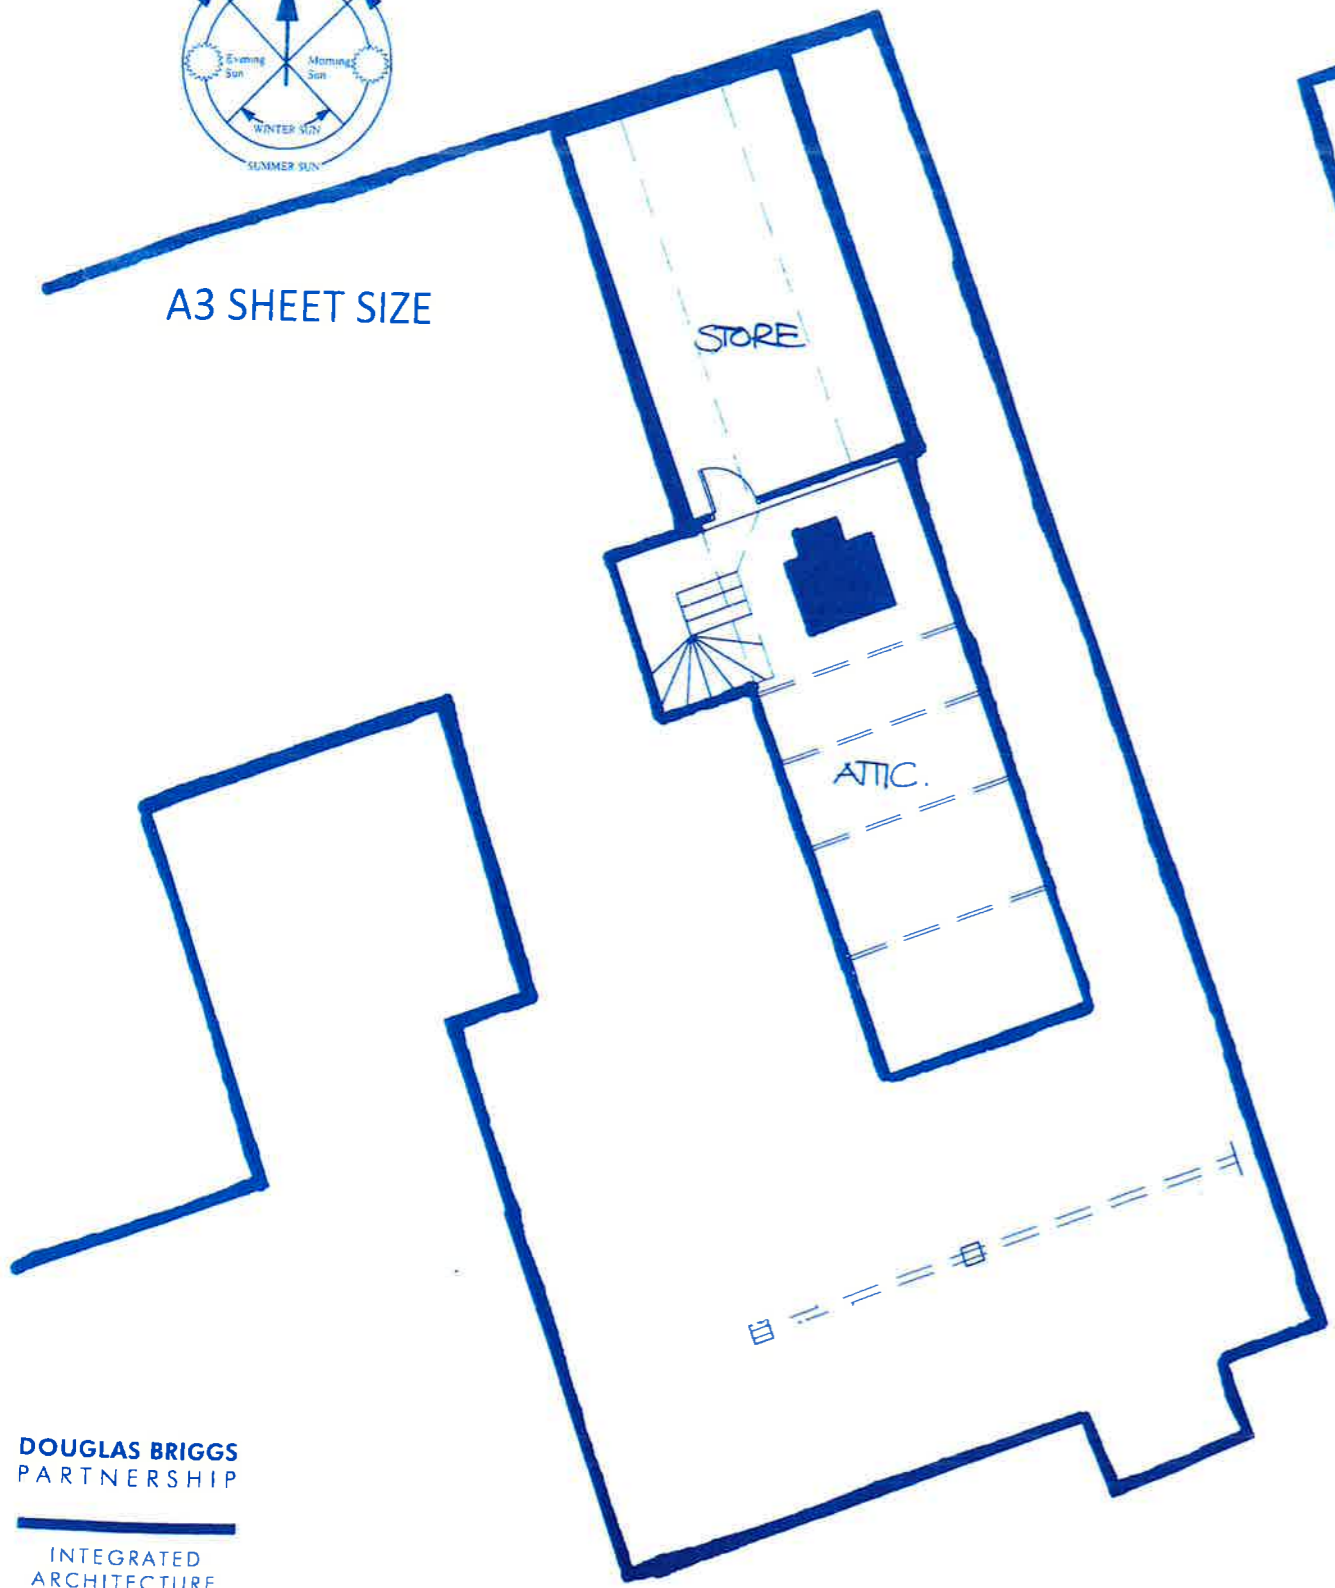 Evening
Sun
Morning
Sun
WINTER SUN
SUMMER SUN
A3 SHEET SIZE
STORE
ATTIC.
DOUGLAS BRIGGS
PARTNERSHIP
INTEGRATED
ARCHITECTURE